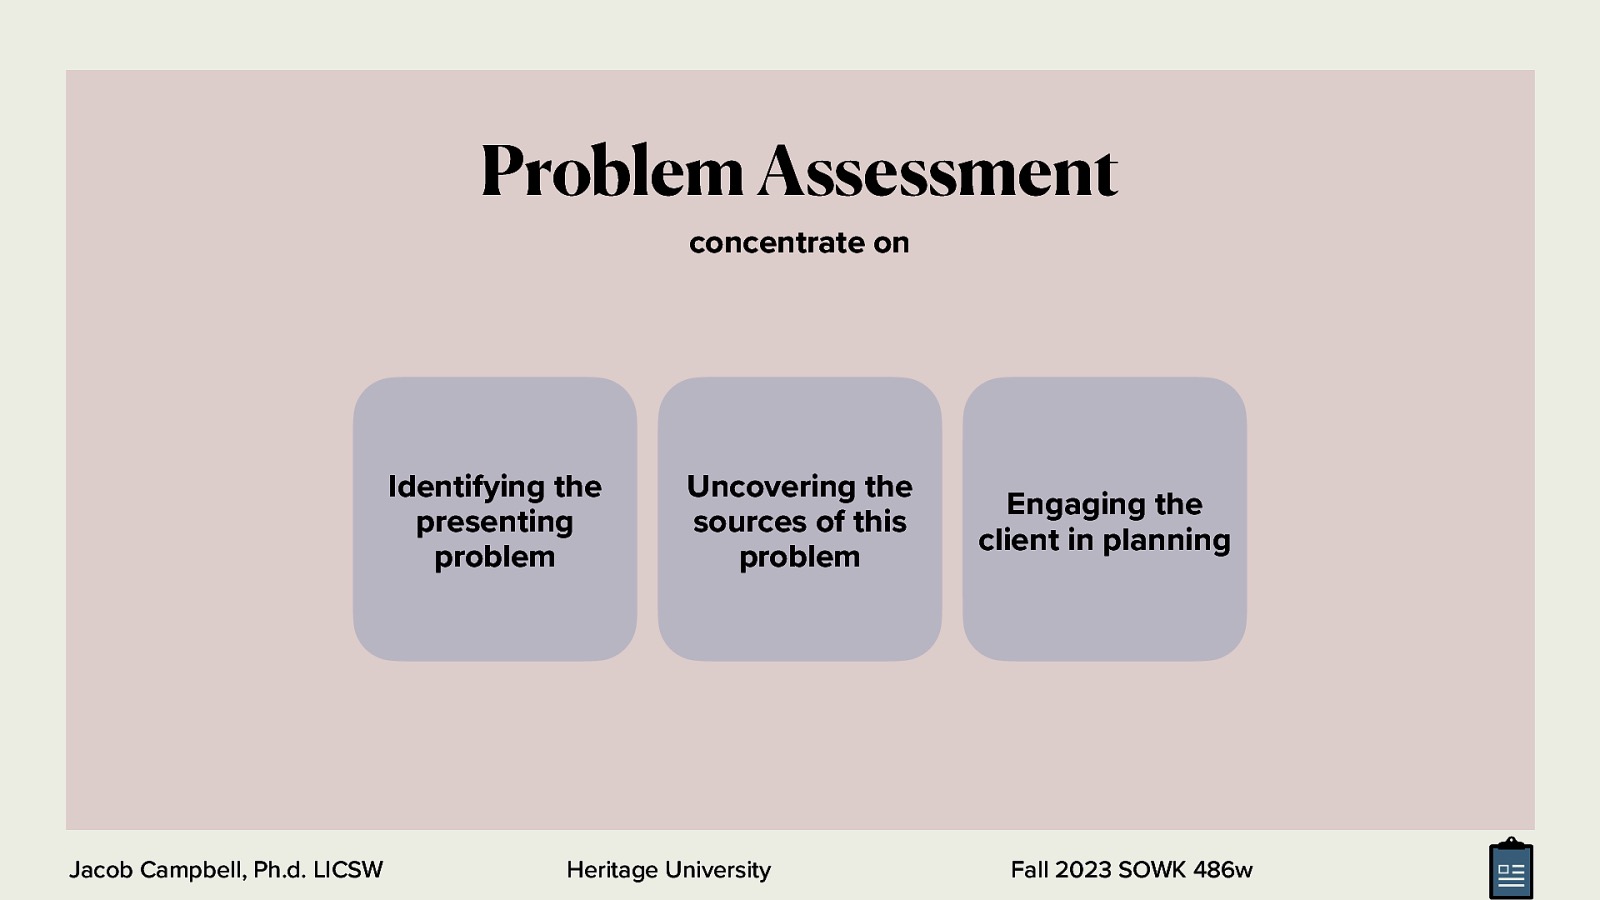 Problem Assessment
concentrate on
Identifying the
presenting
problem
Uncovering the
sources of this
problem
Engaging the
client in planning
Jacob Campbell, Ph.d. LICSW
Heritage University
Fall 2023 SOWK 486w